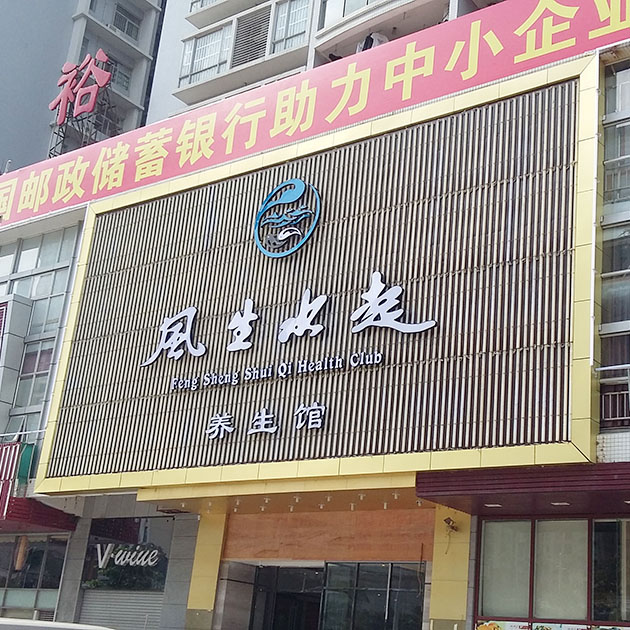 裕
国邮政储蓄银行助力中小企业
風生水起
Feng Sheng Shui Qi Health Club
养生馆
V·wine